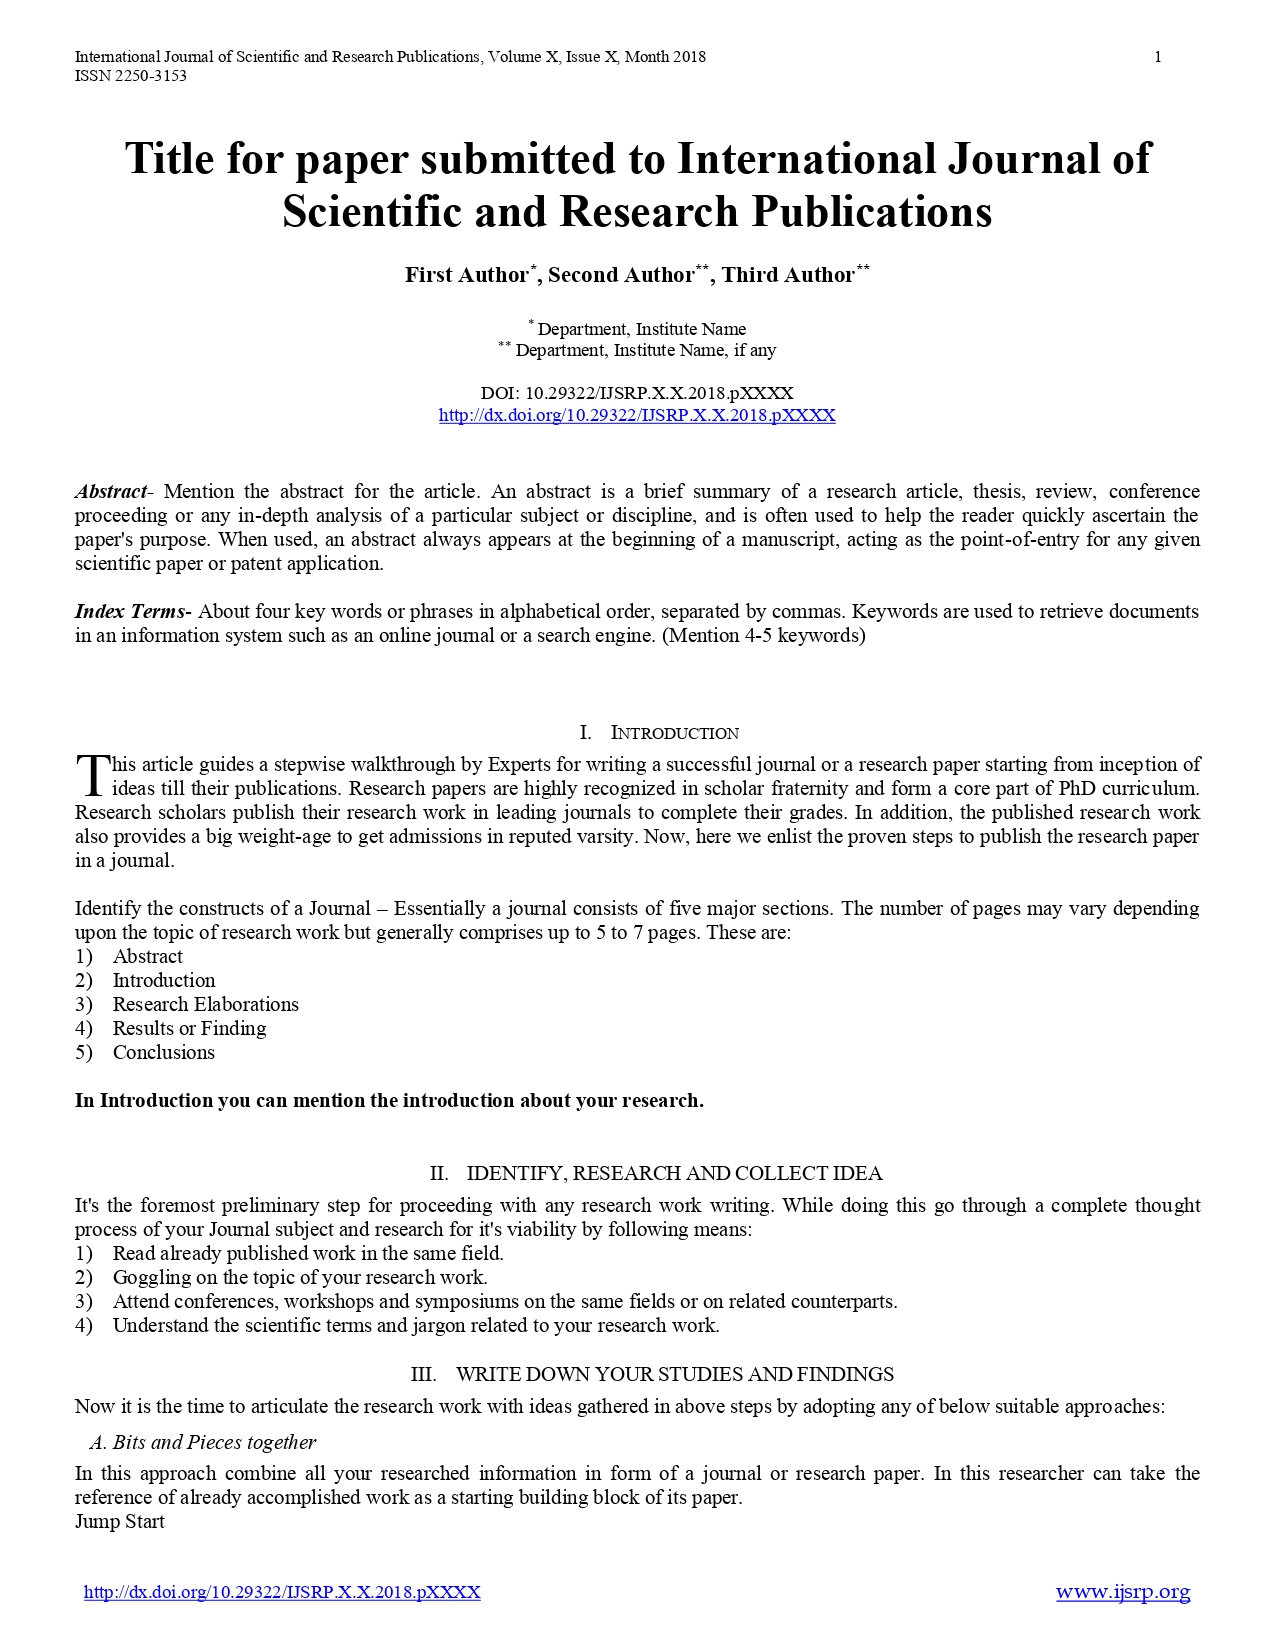 International Journal of Scientific and Research Publications, Volume X, Issue X, Month 2018 1
ISSN 2250-3153
Title for paper submitted to International Journal of
Scientific and Research Publications
First Author*, Second Author**, Third Author**
* Department, Institute Name
** Department, Institute Name, if any
DOI: 10.29322/IJSRP.X.X.2018.pXXXX
http://dx.doi.org/10.29322/IJSRP.X.X.2018.pXXXX
Abstract- Mention the abstract for the article. An abstract is a brief summary of a research article, thesis, review, conference
proceeding or any in-depth analysis of a particular subject or discipline, and is often used to help the reader quickly ascertain the
paper's purpose. When used, an abstract always appears at the beginning of a manuscript, acting as the point-of-entry for any given
scientific paper or patent application.
Index Terms- About four key words or phrases in alphabetical order, separated by commas. Keywords are used to retrieve documents
in an information system such as an online journal or a search engine. (Mention 4-5 keywords)
I. INTRODUCTION
This article guides a stepwise walkthrough by Experts for writing a successful journal or a research paper starting from inception of
ideas till their publications. Research papers are highly recognized in scholar fraternity and form a core part of PhD curriculum.
Research scholars publish their research work in leading journals to complete their grades. In addition, the published research work
also provides a big weight-age to get admissions in reputed varsity. Now, here we enlist the proven steps to publish the research paper
in a journal.
Identify the constructs of a Journal – Essentially a journal consists of five major sections. The number of pages may vary depending
upon the topic of research work but generally comprises up to 5 to 7 pages. These are:
1) Abstract
2) Introduction
3) Research Elaborations
4) Results or Finding
5) Conclusions
In Introduction you can mention the introduction about your research.
II. IDENTIFY, RESEARCH AND COLLECT IDEA
It's the foremost preliminary step for proceeding with any research work writing. While doing this go through a complete thought
process of your Journal subject and research for it's viability by following means:
1) Read already published work in the same field.
2) Goggling on the topic of your research work.
3) Attend conferences, workshops and symposiums on the same fields or on related counterparts.
4) Understand the scientific terms and jargon related to your research work.
III. WRITE DOWN YOUR STUDIES AND FINDINGS
Now it is the time to articulate the research work with ideas gathered in above steps by adopting any of below suitable approaches:
A. Bits and Pieces together
In this approach combine all your researched information in form of a journal or research paper. In this researcher can take the
reference of already accomplished work as a starting building block of its paper.
Jump Start
http://dx.doi.org/10.29322/IJSRP.X.X.2018.pXXXX www.ijsrp.org